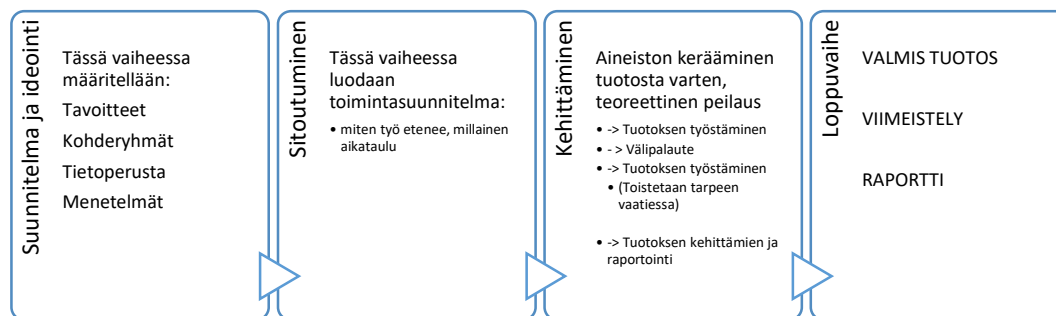 Suunnitelma ja ideointi
Tässä vaiheessa
määritellään:
Tavoitteet
Kohderyhmät
Tietoperusta
Menetelmät
Sitoutuminen
Tässä vaiheessa
luodaan
toimintasuunnitelma:
• miten työ etenee, millainen
aikataulu
Kehittäminen
Aineiston kerääminen
tuotosta varten,
teoreettinen peilaus
• -> Tuotoksen työstäminen
• - > Välipalaute
• -> Tuotoksen työstäminen
• (Toistetaan tarpeen
vaatiessa)
• -> Tuotoksen kehittämien ja
raportointi
Loppuvaihe
VALMIS TUOTOS
VIIMEISTELY
RAPORTTI